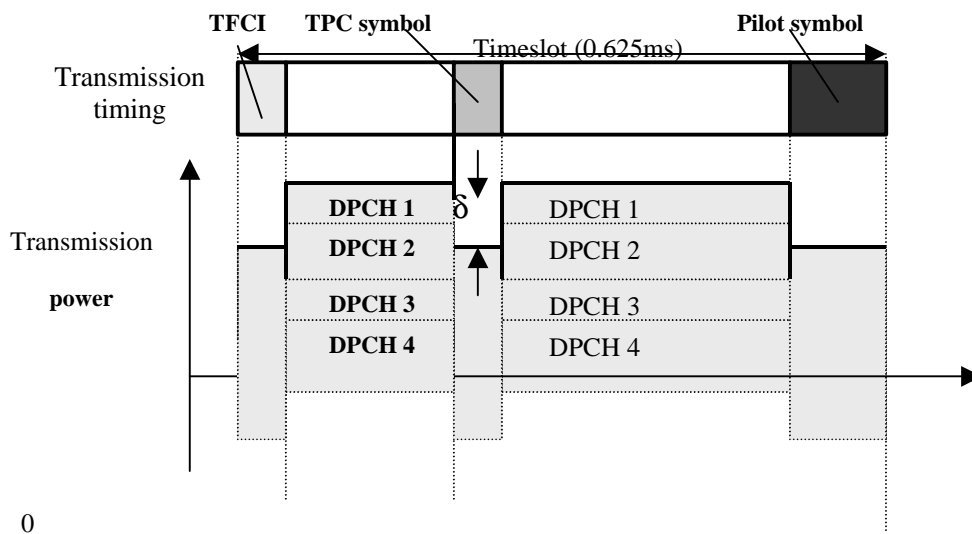 TFCI TPC symbol Pilot symbol
Timeslot (0.625ms)
Transmission
timing
DPCH 1 δ DPCH 1
Transmission DPCH 2 DPCH 2
power DPCH 3 DPCH 3
DPCH 4 DPCH 4
0